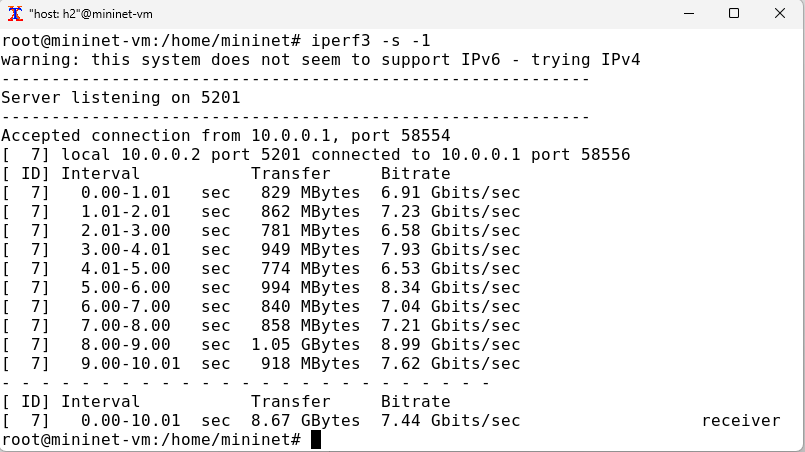 "host: h2"@mininet-vm
root@mininet-vm:/home/mininet# iperf3 -s -1
warning: this system does not seem to support IPv6 - trying IPv4
-----------------------------------------------------------
Server listening on 5201
-----------------------------------------------------------
Accepted connection from 10.0.0.1, port 58554
[  7] local 10.0.0.2 port 5201 connected to 10.0.0.1 port 58556
[ ID] Interval           Transfer     Bitrate
[  7]   0.00-1.01   sec   829 MBytes  6.91 Gbits/sec
[  7]   1.01-2.01   sec   862 MBytes  7.23 Gbits/sec
[  7]   2.01-3.00   sec   781 MBytes  6.58 Gbits/sec
[  7]   3.00-4.01   sec   949 MBytes  7.93 Gbits/sec
[  7]   4.01-5.00   sec   774 MBytes  6.53 Gbits/sec
[  7]   5.00-6.00   sec   994 MBytes  8.34 Gbits/sec
[  7]   6.00-7.00   sec   840 MBytes  7.04 Gbits/sec
[  7]   7.00-8.00   sec   858 MBytes  7.21 Gbits/sec
[  7]   8.00-9.00   sec  1.05 GBytes  8.99 Gbits/sec
[  7]   9.00-10.01  sec   918 MBytes  7.62 Gbits/sec
- - - - - - - - - - - - - - - - - - - - - - - - -
[ ID] Interval           Transfer     Bitrate
[  7]   0.00-10.01  sec  8.67 GBytes  7.44 Gbits/sec                  receiver
root@mininet-vm:/home/mininet#